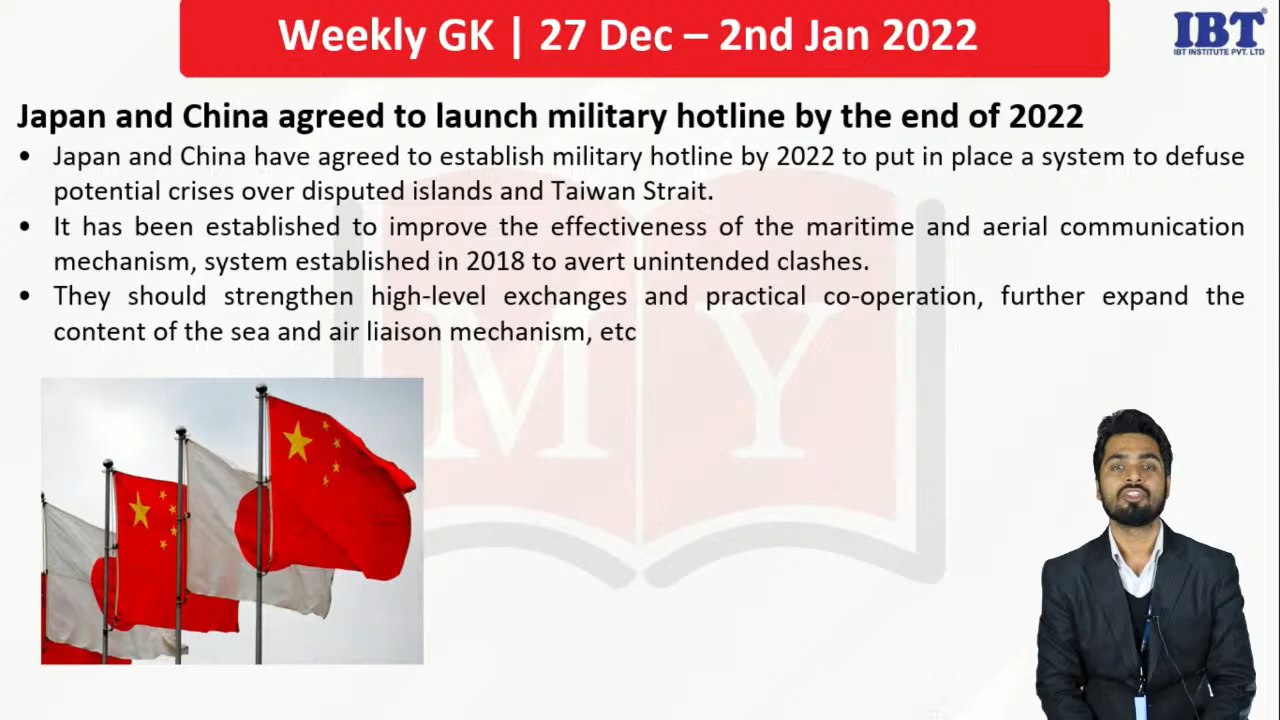 Weekly GK | 27 Dec – 2nd Jan 2022
IBT
IBT INSTITUTE PVT. LTD
Japan and China agreed to launch military hotline by the end of 2022
• Japan and China have agreed to establish military hotline by 2022 to put in place a system to defuse
potential crises over disputed islands and Taiwan Strait.
• It has been established to improve the effectiveness of the maritime and aerial communication
mechanism, system established in 2018 to avert unintended clashes.
• They should strengthen high-level exchanges and practical co-operation, further expand the
content of the sea and air liaison mechanism, etc
M Y